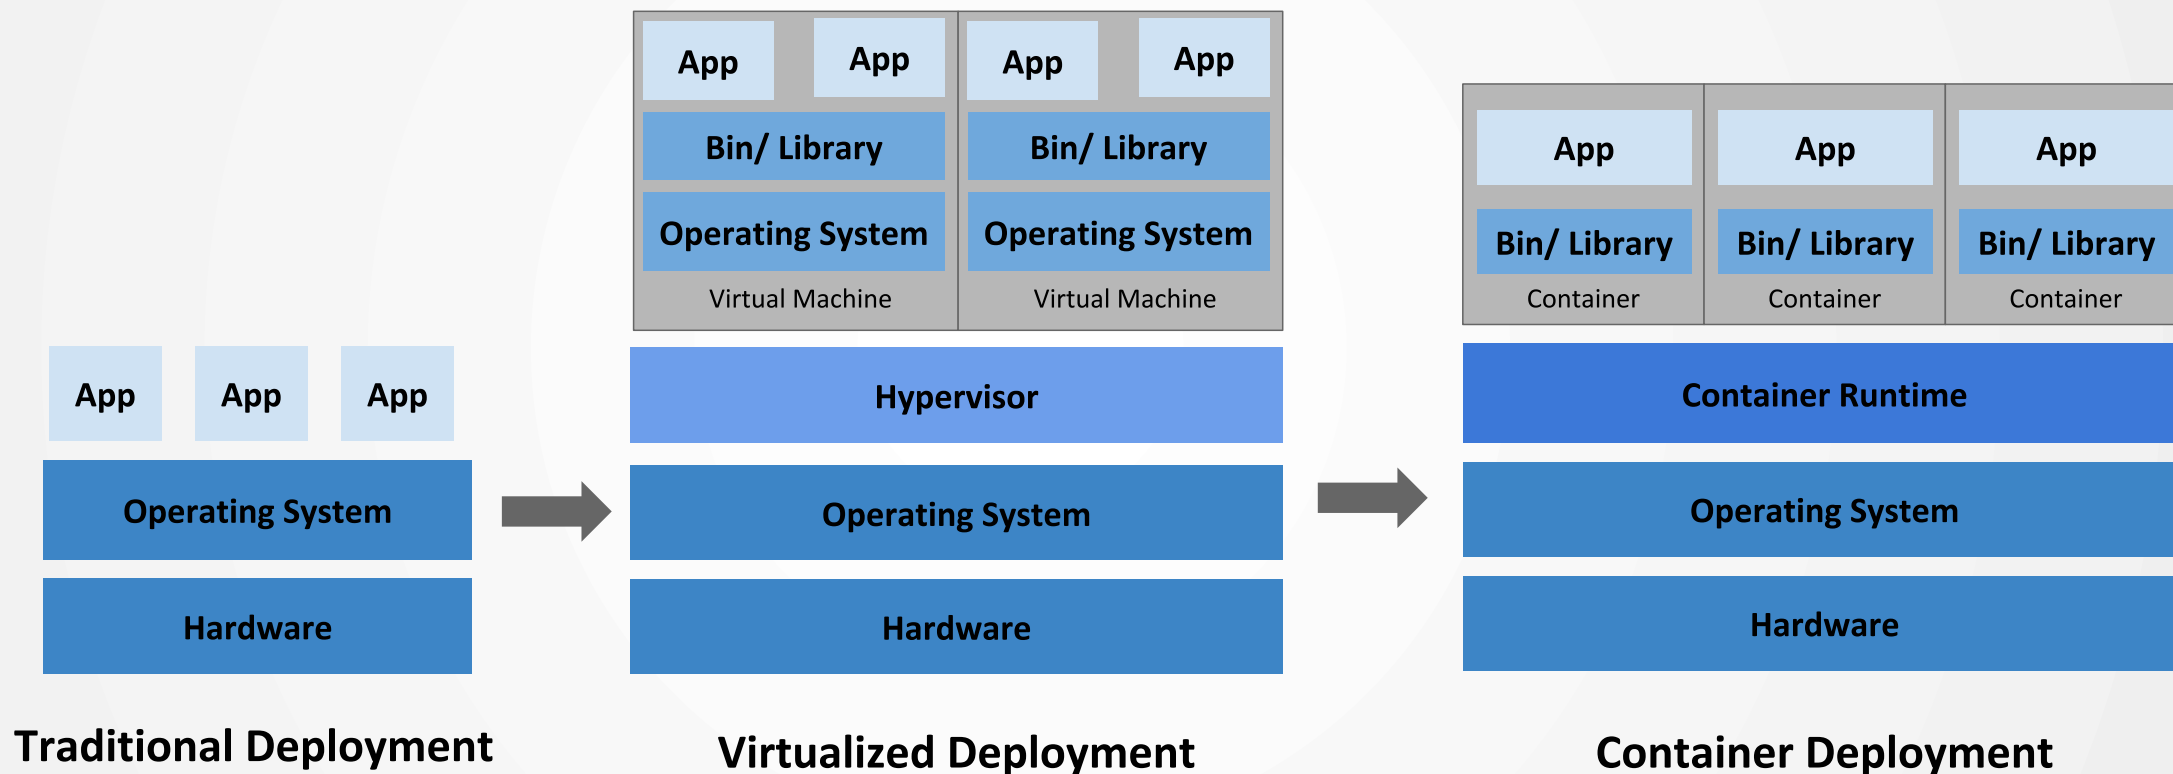 App
App
App
Operating System
Hardware
Traditional Deployment
App
App
App
App
Bin/ Library
Bin/ Library
Operating System
Operating System
Virtual Machine
Virtual Machine
Hypervisor
Operating System
Hardware
Virtualized Deployment
App
App
App
Bin/ Library
Bin/ Library
Bin/ Library
Container
Container
Container
Container Runtime
Operating System
Hardware
Container Deployment